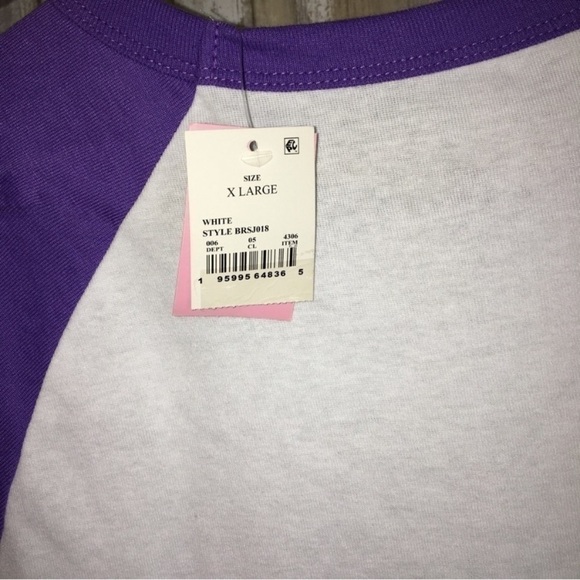 SIZE
X LARGE
WHITE
STYLE BRSJ018
006 05 4306
DEPT CL ITEM
1 95995 64836 5